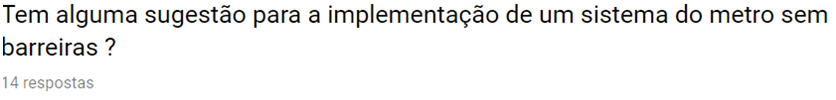 Tem alguma sugestão para a implementação de um sistema do metro sem
barreiras ?
14 respostas